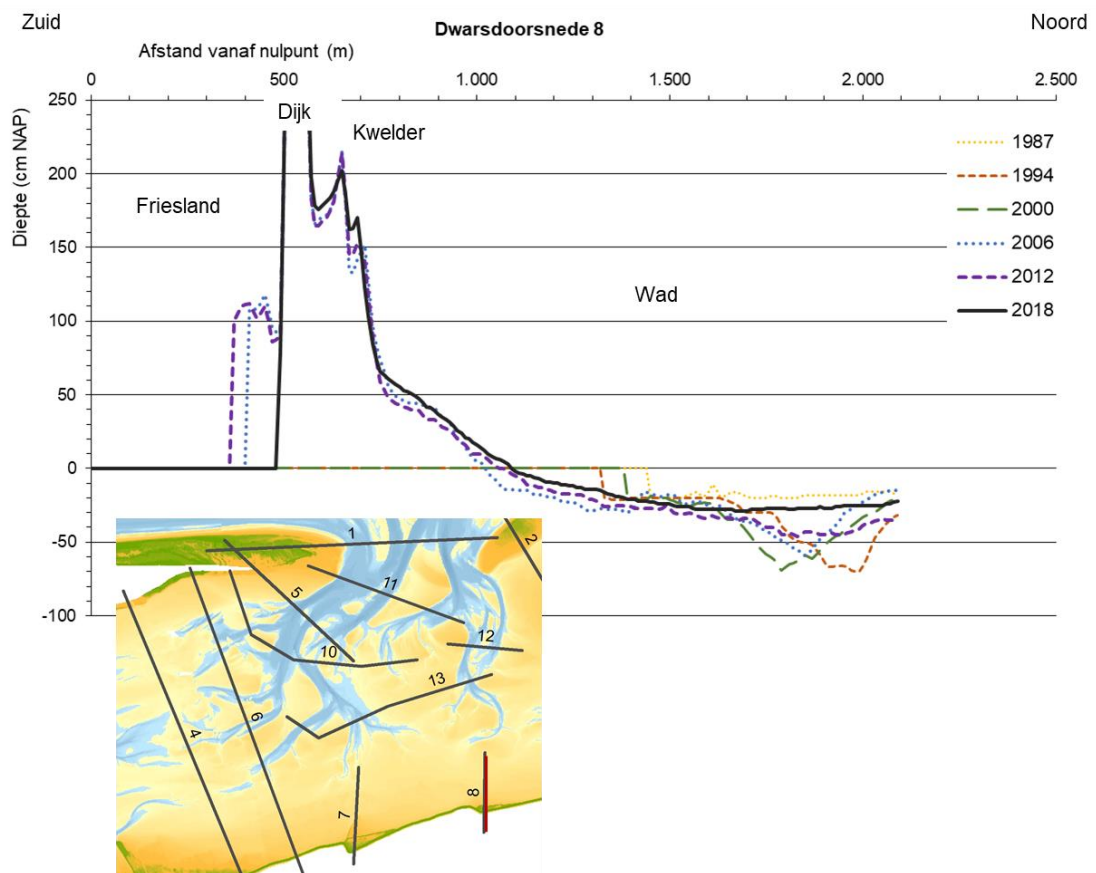 Zuid
Noord
Dwarsdoorsnede 8
Afstand vanaf nulpunt (m)
0 500 1.000 1.500 2.000 2.500
Diepte (cm NAP)
250
200
150
100
50
0
-50
-100
Dijk
Kwelder
Friesland
Wad
1987
1994
2000
2006
2012
2018
1
2
5
11
12
10
13
4
6
7
8